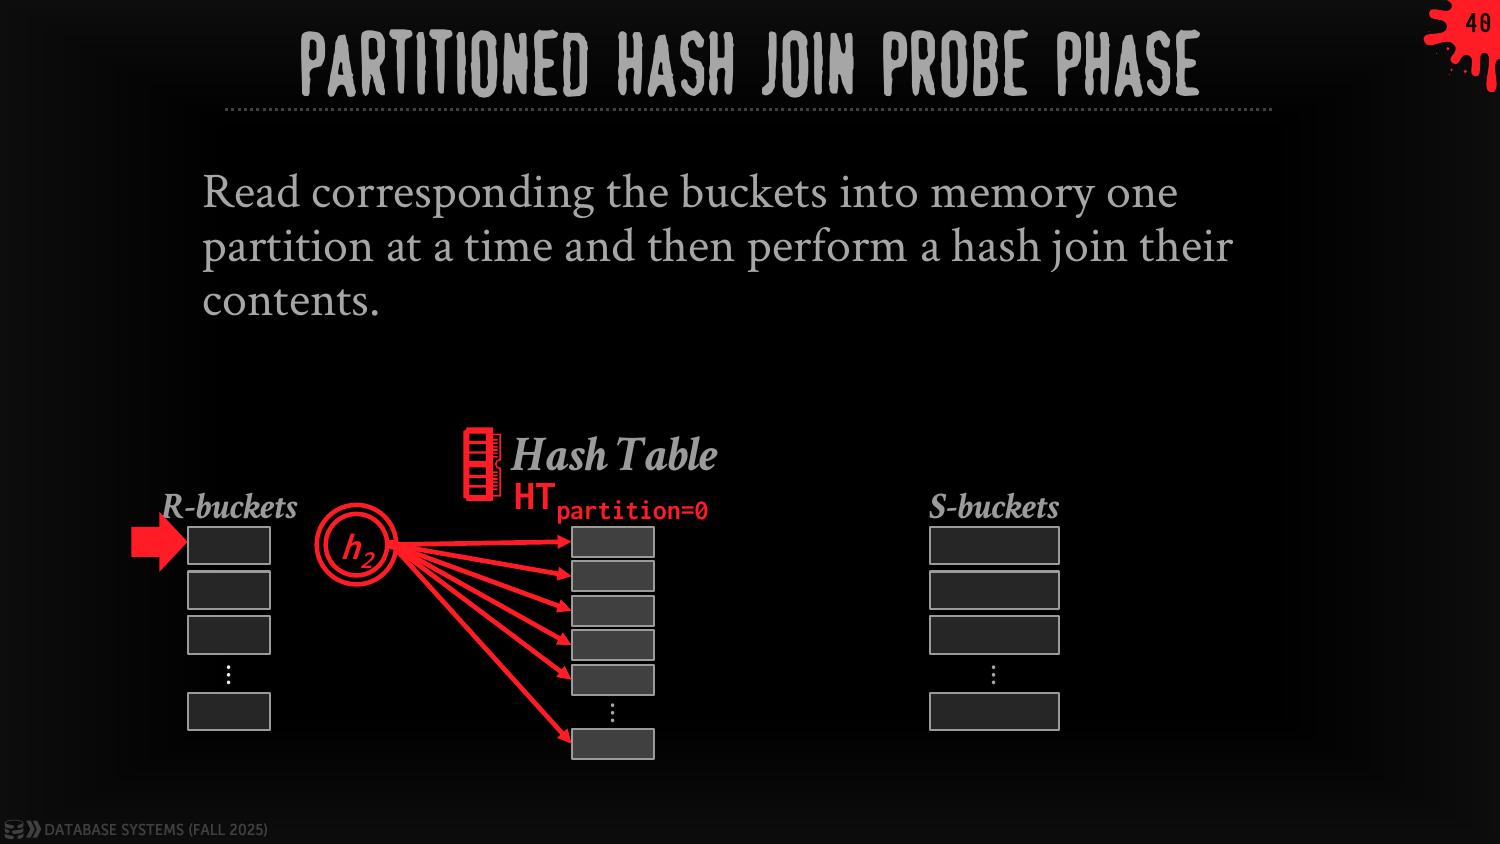 40
PARTITIONED HASH JOIN PROBE PHASE
Read corresponding the buckets into memory one
partition at a time and then perform a hash join their
contents.
Hash Table
HTpartition=0
R-buckets
h2
S-buckets
⋮
⋮
⋮
DATABASE SYSTEMS (FALL 2025)